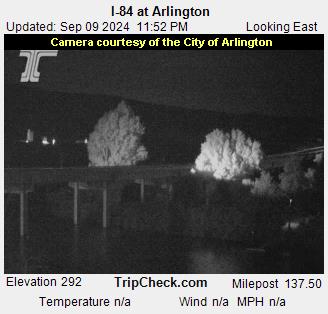 I-84 at Arlington
Updated: Sep 09 2024 11:52 PM Looking East
Camera courtesy of the City of Arlington
Elevation 292 TripCheck.com Milepost 137.50
Temperature n/a Wind n/a MPH n/a